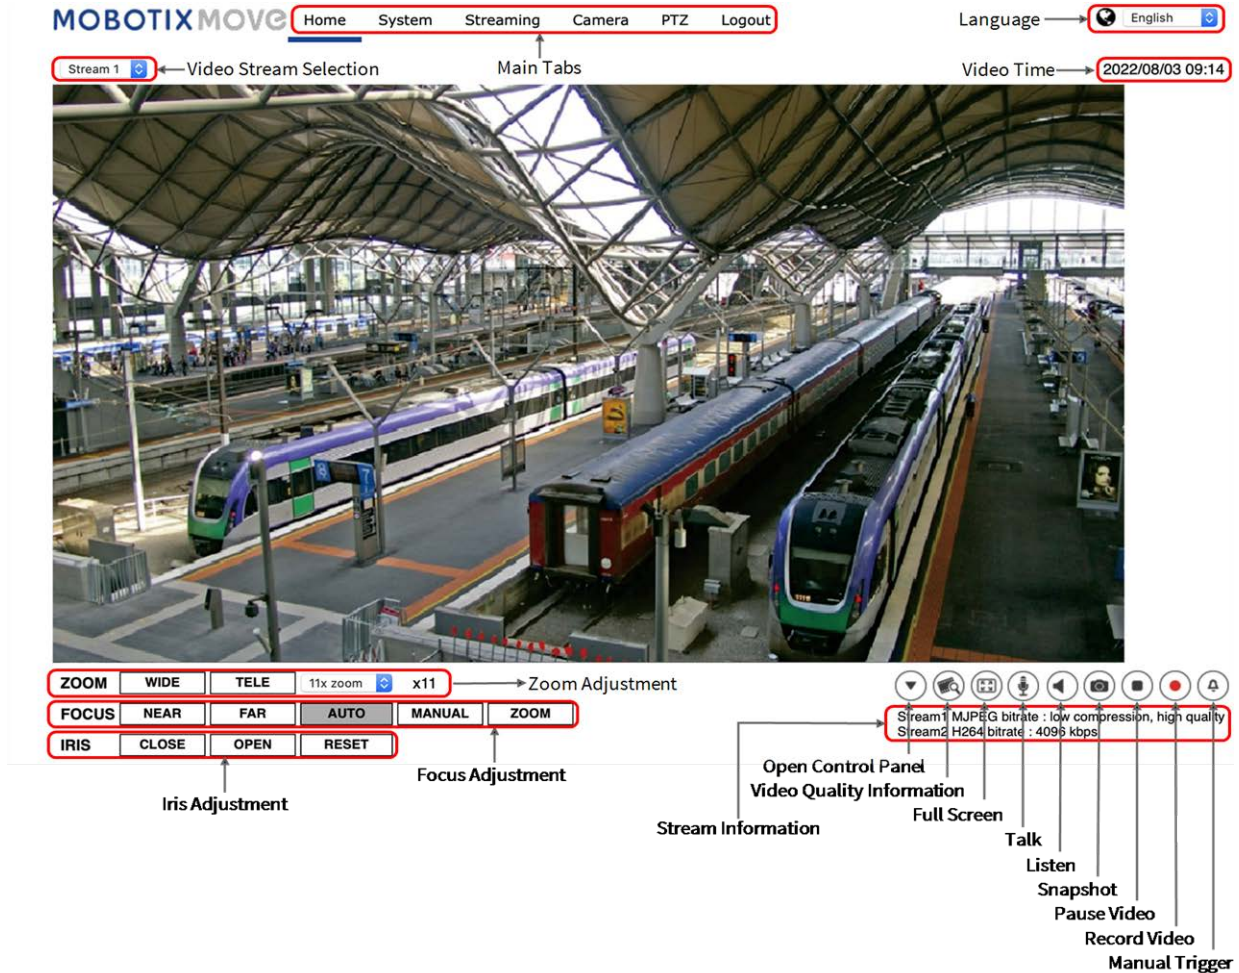 MOBOTIX MOVE
Home System Streaming Camera PTZ Logout
Language
English
Stream 1
Video Stream Selection
Main Tabs
Video Time
2022/08/03 09:14
ZOOM WIDE TELE 11x zoom x11
Zoom Adjustment
FOCUS NEAR FAR AUTO MANUAL ZOOM
IRIS CLOSE OPEN RESET
Stream1 MJPEG bitrate : low compression, high quality
Stream2 H264 bitrate : 4096 kbps
Focus Adjustment
Iris Adjustment
Open Control Panel
Video Quality Information
Full Screen
Stream Information
Talk
Listen
Snapshot
Pause Video
Record Video
Manual Trigger